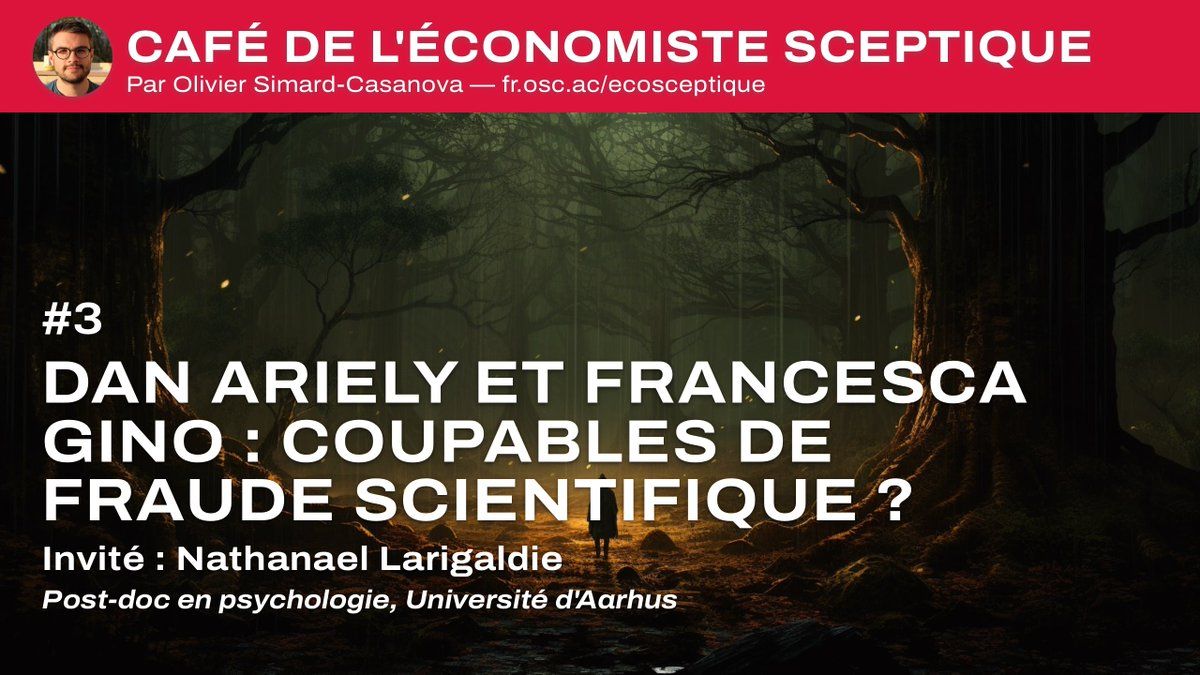 CAFÉ DE L'ÉCONOMISTE SCEPTIQUE
Par Olivier Simard-Casanova — fr.osc.ac/ecosceptique
#3
DAN ARIELY ET FRANCESCA
GINO : COUPABLES DE
FRAUDE SCIENTIFIQUE ?
Invité : Nathanael Larigaldie
Post-doc en psychologie, Université d'Aarhus